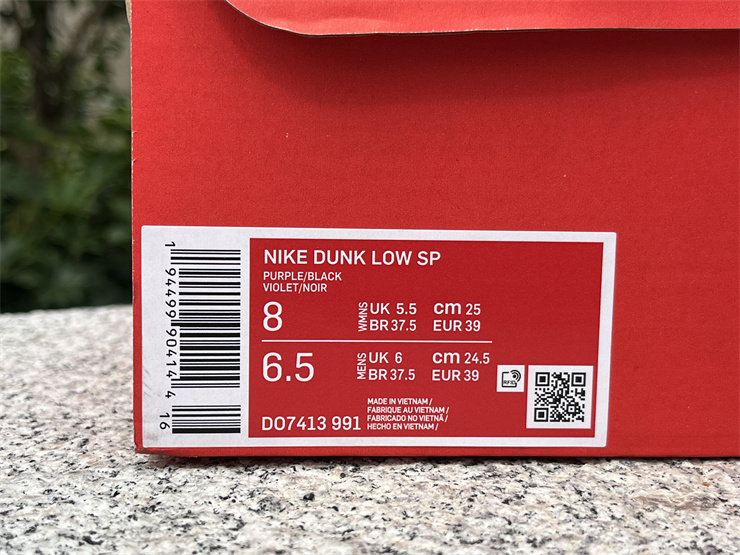 NIKE DUNK LOW SP
PURPLE/BLACK
VIOLET/NOIR
8 WMNS UK 5.5 cm 25
BR 37.5 EUR 39
6.5 MENS UK 6 cm 24.5
BR 37.5 EUR 39
RFID
DO7413 991
MADE IN VIETNAM /
FABRIQUE AU VIETNAM /
FABRICADO NO VIETNÃ /
HECHO EN VIETNAM /
1 94499 90414 4 16